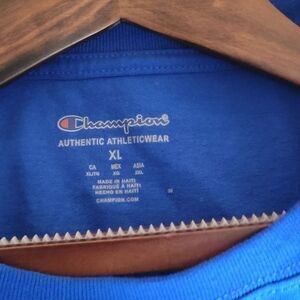 Champion
AUTHENTIC ATHLETICWEAR
XL
CA MEX ASIA
XL/TG XG 2XL
MADE IN HAITI
FABRIQUÉ À HAÏTI
HECHO EN HAITI
CHAMPION.COM